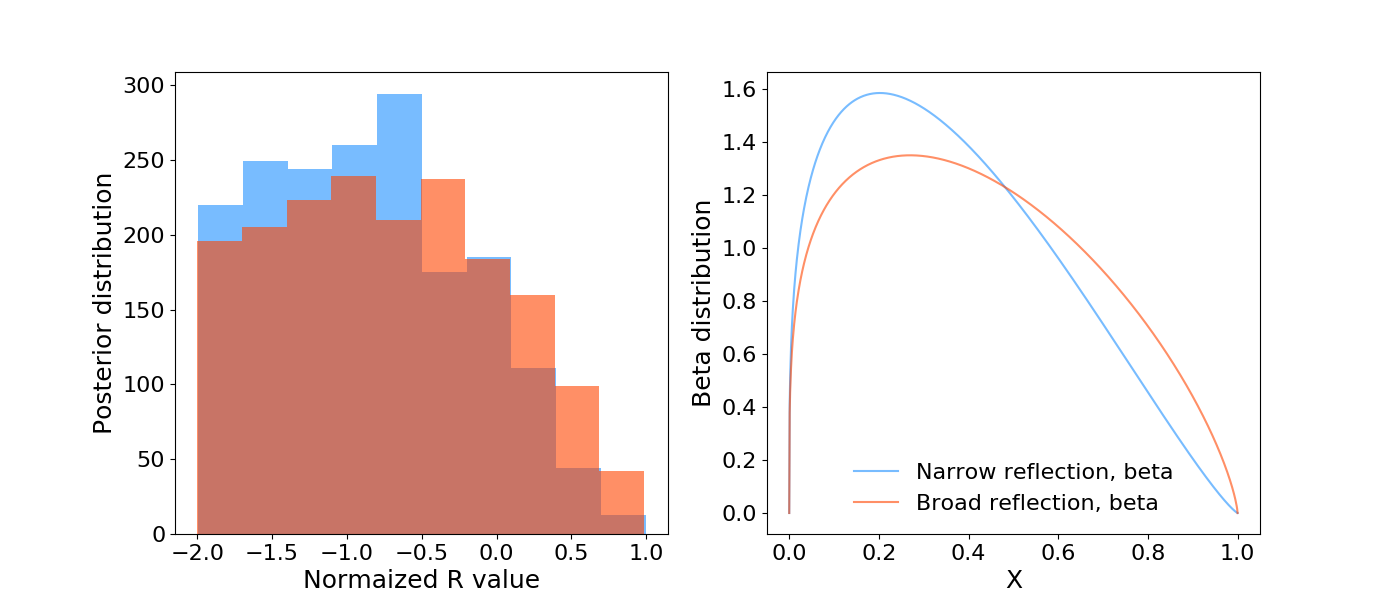 300
250
200
150
100
50
0
Posterior distribution
−2.0 −1.5 −1.0 −0.5 0.0 0.5 1.0
Normaized R value
1.6
1.4
1.2
1.0
0.8
0.6
0.4
0.2
0.0
Beta distribution
Narrow reflection, beta
Broad reflection, beta
0.0 0.2 0.4 0.6 0.8 1.0
X